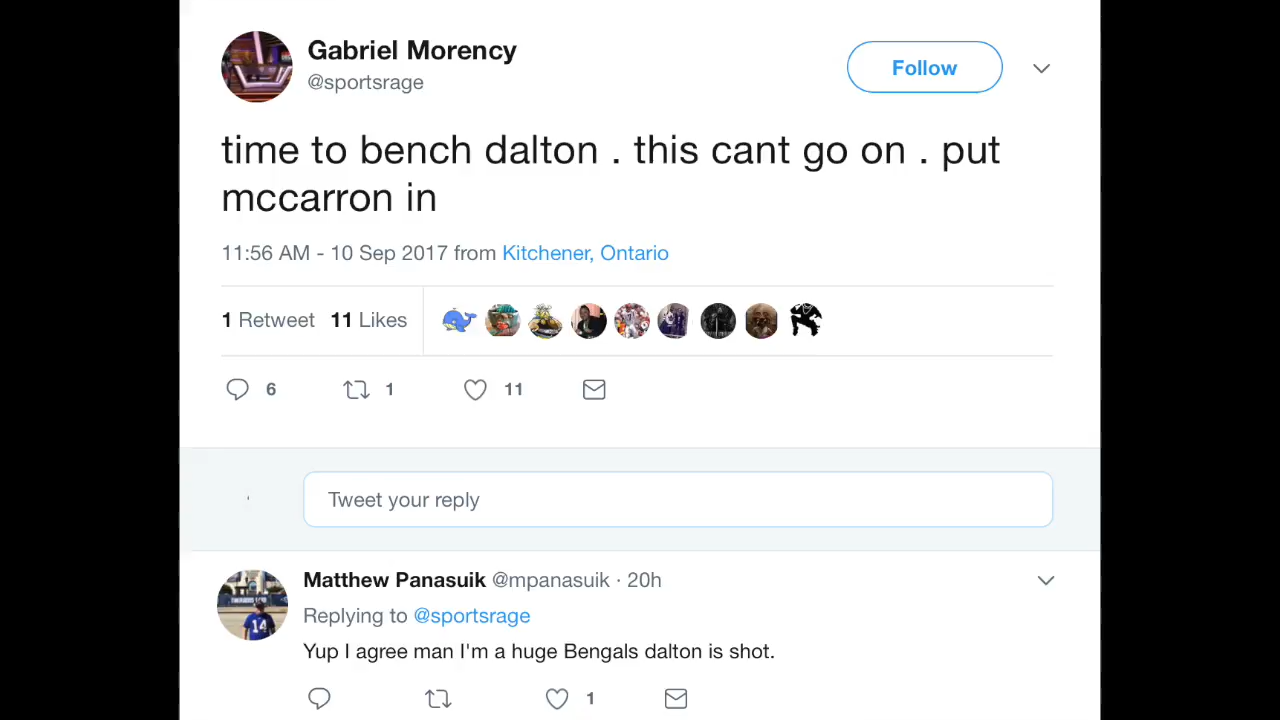 Gabriel Morency
@sportsrage
Follow
time to bench dalton . this cant go on . put
mccarron in
11:56 AM - 10 Sep 2017 from Kitchener, Ontario
1 Retweet 11 Likes
6 1 11
Tweet your reply
Matthew Panasuik @mpanasuik · 20h
Replying to @sportsrage
Yup I agree man I'm a huge Bengals dalton is shot.
1